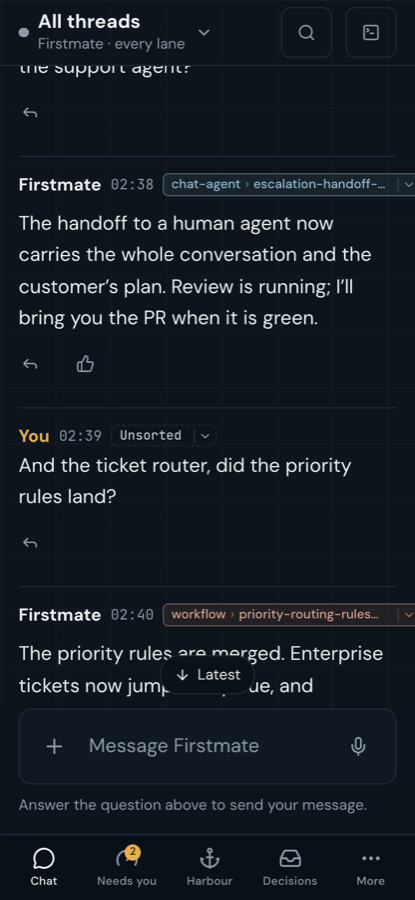 All threads
Firstmate · every lane
the support agent?
Firstmate 02:38 chat-agent › escalation-handoff-…
The handoff to a human agent now
carries the whole conversation and the
customer’s plan. Review is running; I’ll
bring you the PR when it is green.
You 02:39 Unsorted
And the ticket router, did the priority
rules land?
Firstmate 02:40 workflow › priority-routing-rules…
The priority rules are merged. Enterprise
tickets now jump ue, and
↓ Latest
Message Firstmate
Answer the question above to send your message.
2
Chat
Needs you
Harbour
Decisions
More